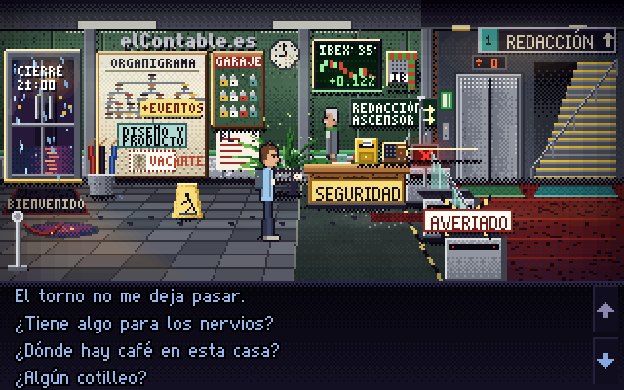 elContable.es
CIERRE
21:00
ORGANIGRAMA
+EVENTOS
DISEÑO Y
PRODUCTO
VACANTE
GARAJE
IBEX 35
+0.12%
REDACCIÓN
ASCENSOR
1 REDACCIÓN ↑
0
BIENVENIDO
SEGURIDAD
AVERIADO
El torno no me deja pasar.
¿Tiene algo para los nervios?
¿Dónde hay café en esta casa?
¿Algún cotilleo?